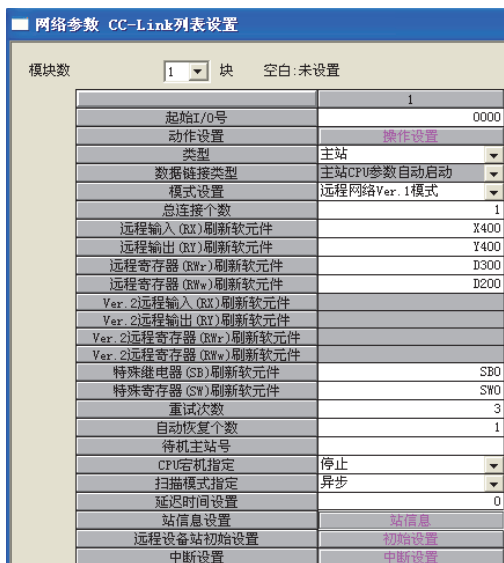 网络参数 CC-Link列表设置
模块数 1 块 空白:未设置
1
起始I/O号 0000
动作设置 操作设置
类型 主站
数据链接类型 主站CPU参数自动启动
模式设置 远程网络Ver.1模式
总连接个数 1
远程输入(RX)刷新软元件 X400
远程输出(RY)刷新软元件 Y400
远程寄存器(RWr)刷新软元件 D300
远程寄存器(RWw)刷新软元件 D200
Ver.2远程输入(RX)刷新软元件
Ver.2远程输出(RY)刷新软元件
Ver.2远程寄存器(RWr)刷新软元件
Ver.2远程寄存器(RWw)刷新软元件
特殊继电器(SB)刷新软元件 SB0
特殊寄存器(SW)刷新软元件 SW0
重试次数 3
自动恢复个数 1
待机主站号
CPU宕机指定 停止
扫描模式指定 异步
延迟时间设置 0
站信息设置 站信息
远程设备站初始设置 初始设置
中断设置 中断设置